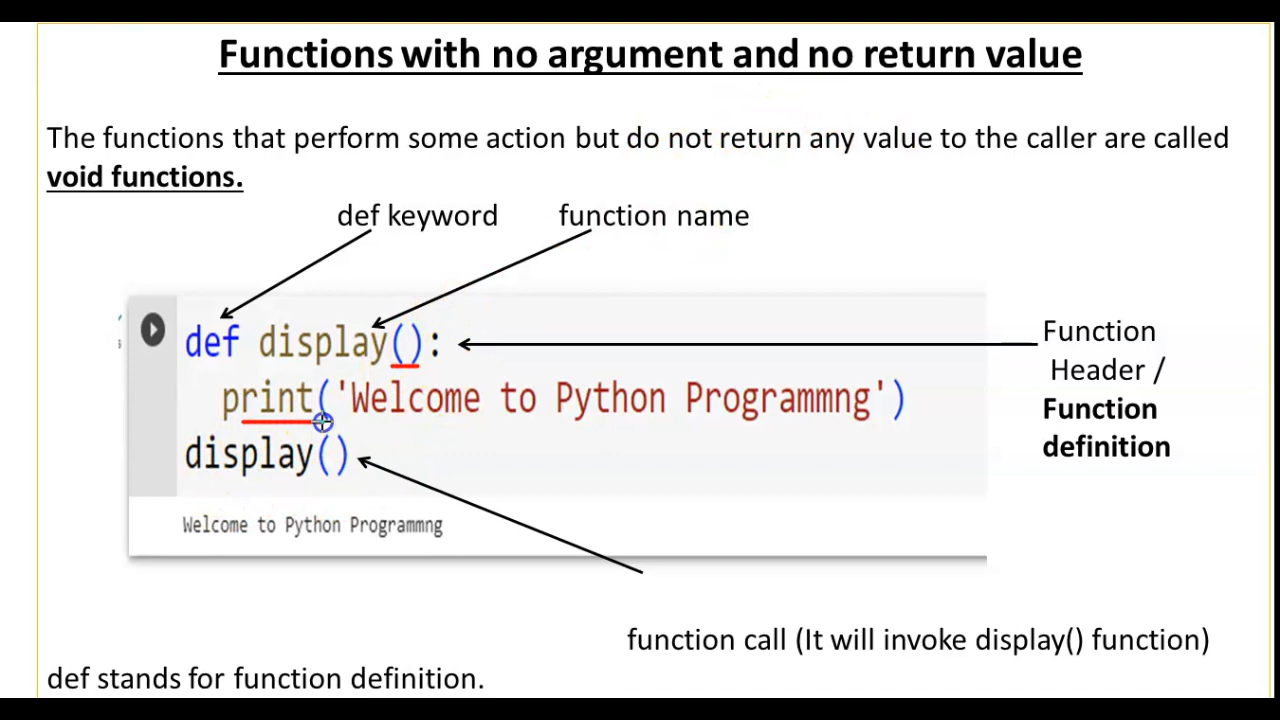 Functions with no argument and no return value
The functions that perform some action but do not return any value to the caller are called
void functions.
def keyword function name
def display():
print('Welcome to Python Programmng')
display()
Welcome to Python Programmng
Function
Header /
Function
definition
function call (It will invoke display() function)
def stands for function definition.